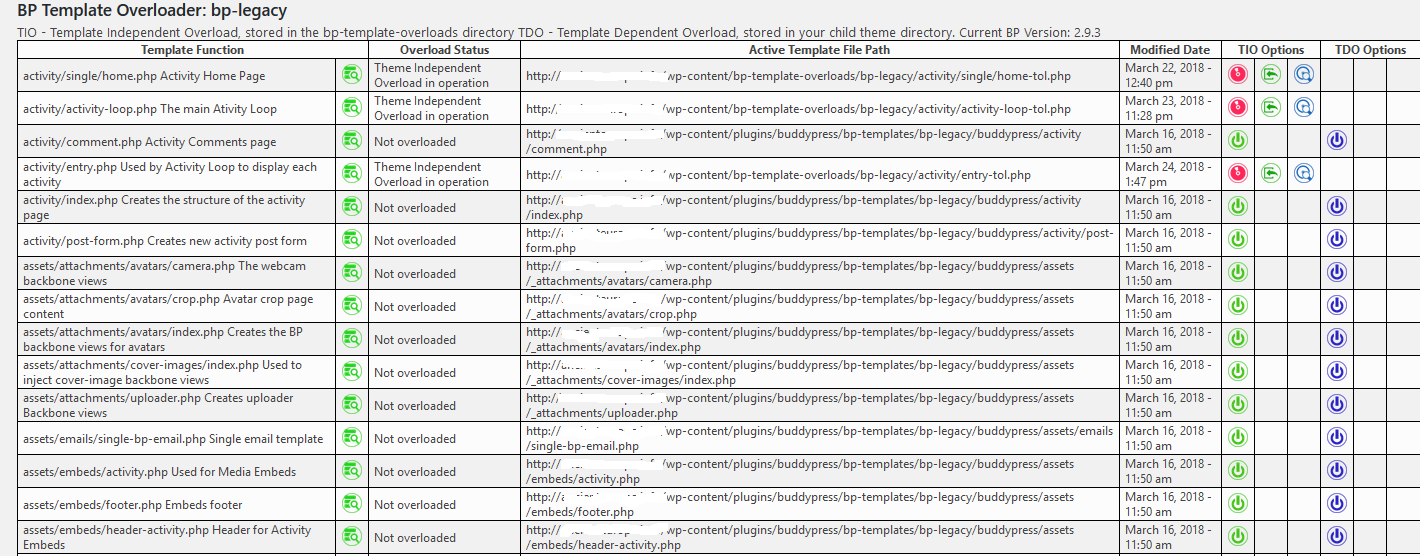 BP Template Overloader: bp-legacy
TIO - Template Independent Overload, stored in the bp-template-overloads directory TDO - Template Dependent Overload, stored in your child theme directory. Current BP Version: 2.9.3
Template Function Overload Status Active Template File Path Modified Date TIO Options TDO Options
activity/single/home.php Activity Home Page
Theme Independent
Overload in operation
http:// /wp-content/bp-template-overloads/bp-legacy/activity/single/home-tol.php
March 22, 2018 -
12:40 pm
activity/activity-loop.php The main Ativity Loop
Theme Independent
Overload in operation
http:// /wp-content/bp-template-overloads/bp-legacy/activity/activity-loop-tol.php
March 23, 2018 -
11:28 pm
activity/comment.php Activity Comments page
Not overloaded
http:// /wp-content/plugins/buddypress/bp-templates/bp-legacy/buddypress/activity
/comment.php
March 16, 2018 -
11:50 am
activity/entry.php Used by Activity Loop to display each
activity
Theme Independent
Overload in operation
http:// /wp-content/bp-template-overloads/bp-legacy/activity/entry-tol.php
March 24, 2018 -
1:47 pm
activity/index.php Creates the structure of the activity
page
Not overloaded
http:// /wp-content/plugins/buddypress/bp-templates/bp-legacy/buddypress/activity
/index.php
March 16, 2018 -
11:50 am
activity/post-form.php Creates new activity post form
Not overloaded
http:// /wp-content/plugins/buddypress/bp-templates/bp-legacy/buddypress/activity/post-
form.php
March 16, 2018 -
11:50 am
assets/attachments/avatars/camera.php The webcam
backbone views
Not overloaded
http:// /wp-content/plugins/buddypress/bp-templates/bp-legacy/buddypress/assets
/_attachments/avatars/camera.php
March 16, 2018 -
11:50 am
assets/attachments/avatars/crop.php Avatar crop page
content
Not overloaded
http:// /wp-content/plugins/buddypress/bp-templates/bp-legacy/buddypress/assets
/_attachments/avatars/crop.php
March 16, 2018 -
11:50 am
assets/attachments/avatars/index.php Creates the BP
backbone views for avatars
Not overloaded
http:// /wp-content/plugins/buddypress/bp-templates/bp-legacy/buddypress/assets
/_attachments/avatars/index.php
March 16, 2018 -
11:50 am
assets/attachments/cover-images/index.php Used to
inject cover-image backbone views
Not overloaded
http:// /wp-content/plugins/buddypress/bp-templates/bp-legacy/buddypress/assets
/_attachments/cover-images/index.php
March 16, 2018 -
11:50 am
assets/attachments/uploader.php Creates uploader
Backbone views
Not overloaded
http:// /wp-content/plugins/buddypress/bp-templates/bp-legacy/buddypress/assets
/_attachments/uploader.php
March 16, 2018 -
11:50 am
assets/emails/single-bp-email.php Single email template
Not overloaded
http:// /wp-content/plugins/buddypress/bp-templates/bp-legacy/buddypress/assets/emails
/single-bp-email.php
March 16, 2018 -
11:50 am
assets/embeds/activity.php Used for Media Embeds
Not overloaded
http:// /wp-content/plugins/buddypress/bp-templates/bp-legacy/buddypress/assets
/embeds/activity.php
March 16, 2018 -
11:50 am
assets/embeds/footer.php Embeds footer
Not overloaded
http:// /wp-content/plugins/buddypress/bp-templates/bp-legacy/buddypress/assets
/embeds/footer.php
March 16, 2018 -
11:50 am
assets/embeds/header-activity.php Header for Activity
Embeds
Not overloaded
http:// /wp-content/plugins/buddypress/bp-templates/bp-legacy/buddypress/assets
/embeds/header-activity.php
March 16, 2018 -
11:50 am